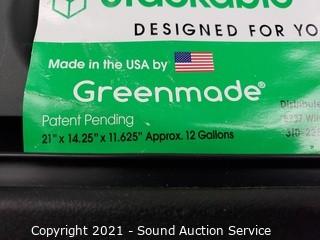 Stackable
DESIGNED FOR YO
Made in the USA by
Greenmade®
Patent Pending
21" x 14.25" x 11.625" Approx. 12 Gallons
Copyright 2021 - Sound Auction Service